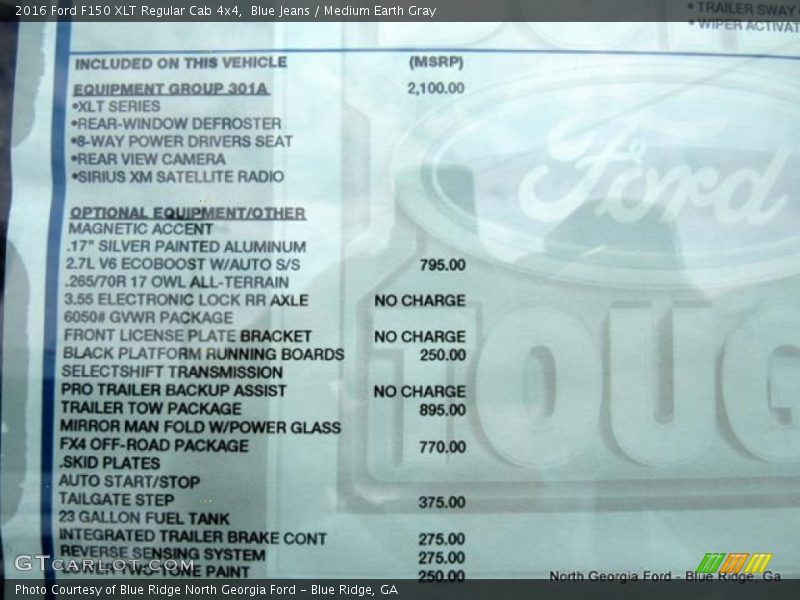 2016 Ford F150 XLT Regular Cab 4x4, Blue Jeans / Medium Earth Gray
• TRAILER SWAY
• WIPER ACTIVAT
INCLUDED ON THIS VEHICLE (MSRP)
EQUIPMENT GROUP 301A 2,100.00
•XLT SERIES
•REAR-WINDOW DEFROSTER
•8-WAY POWER DRIVERS SEAT
•REAR VIEW CAMERA
•SIRIUS XM SATELLITE RADIO
OPTIONAL EQUIPMENT/OTHER
MAGNETIC ACCENT
.17" SILVER PAINTED ALUMINUM
2.7L V6 ECOBOOST W/AUTO S/S 795.00
.265/70R 17 OWL ALL-TERRAIN
3.55 ELECTRONIC LOCK RR AXLE NO CHARGE
6050# GVWR PACKAGE
FRONT LICENSE PLATE BRACKET NO CHARGE
BLACK PLATFORM RUNNING BOARDS 250.00
SELECTSHIFT TRANSMISSION
PRO TRAILER BACKUP ASSIST NO CHARGE
TRAILER TOW PACKAGE 895.00
MIRROR MAN FOLD W/POWER GLASS
FX4 OFF-ROAD PACKAGE 770.00
.SKID PLATES
AUTO START/STOP
TAILGATE STEP 375.00
23 GALLON FUEL TANK
INTEGRATED TRAILER BRAKE CONT 275.00
REVERSE SENSING SYSTEM 275.00
LOWER TWO-TONE PAINT 250.00
Ford
TOUG
GTcarlot.com
North Georgia Ford - Blue Ridge, Ga
Photo Courtesy of Blue Ridge North Georgia Ford - Blue Ridge, GA